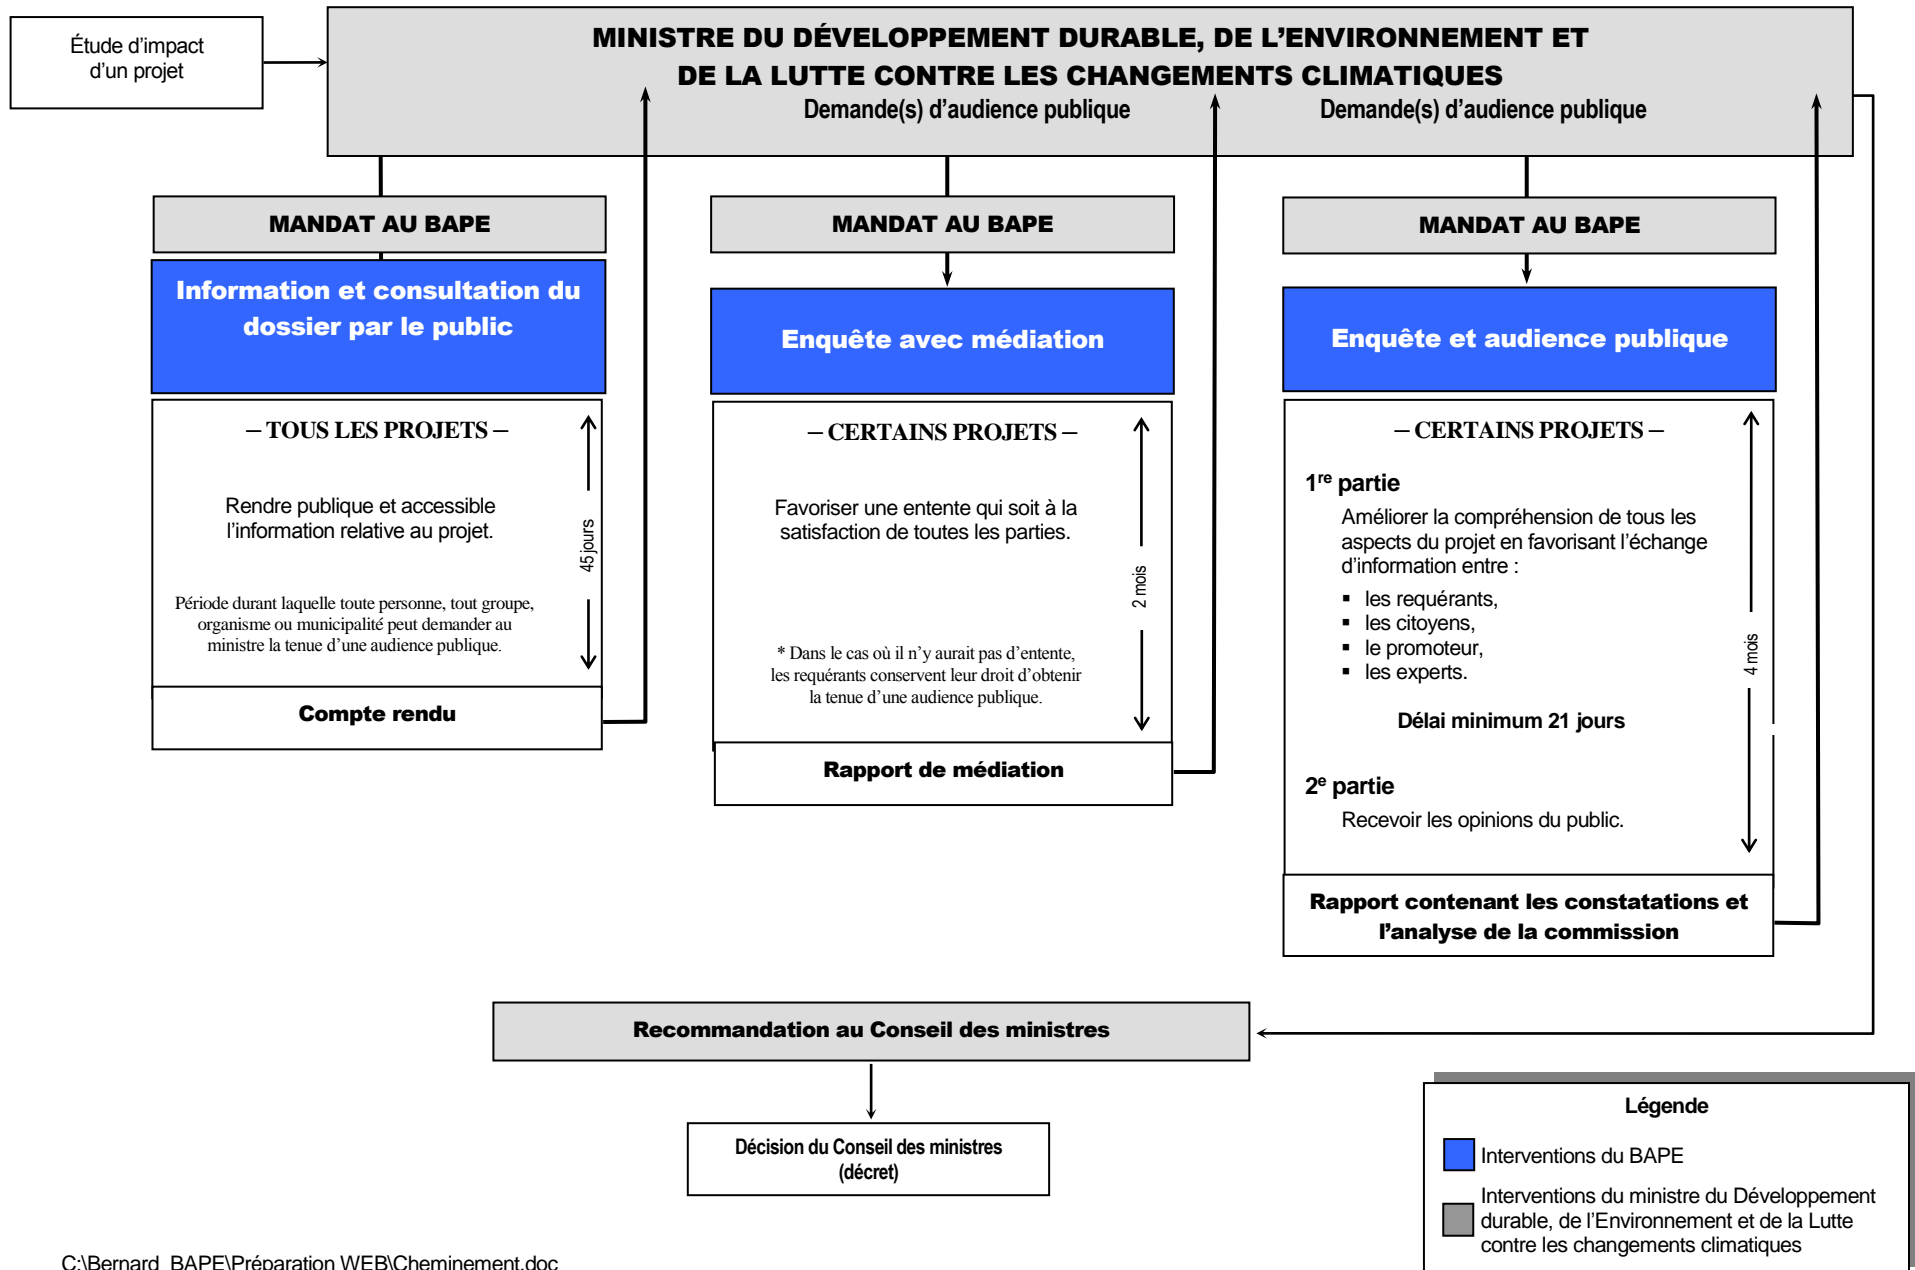 Étude d'impact
d'un projet
MINISTRE DU DÉVELOPPEMENT DURABLE, DE L'ENVIRONNEMENT ET
DE LA LUTTE CONTRE LES CHANGEMENTS CLIMATIQUES
Demande(s) d'audience publique
Demande(s) d'audience publique
MANDAT AU BAPE
Information et consultation du
dossier par le public
– TOUS LES PROJETS –
Rendre publique et accessible
l'information relative au projet.
Période durant laquelle toute personne, tout groupe,
organisme ou municipalité peut demander au
ministre la tenue d'une audience publique.
45 jours
Compte rendu
MANDAT AU BAPE
Enquête avec médiation
– CERTAINS PROJETS –
Favoriser une entente qui soit à la
satisfaction de toutes les parties.
* Dans le cas où il n'y aurait pas d'entente,
les requérants conservent leur droit d'obtenir
la tenue d'une audience publique.
2 mois
Rapport de médiation
MANDAT AU BAPE
Enquête et audience publique
– CERTAINS PROJETS –
1re partie
Améliorer la compréhension de tous les
aspects du projet en favorisant l'échange
d'information entre :
▪ les requérants,
▪ les citoyens,
▪ le promoteur,
▪ les experts.
Délai minimum 21 jours
2e partie
Recevoir les opinions du public.
4 mois
Rapport contenant les constatations et
l'analyse de la commission
Recommandation au Conseil des ministres
Décision du Conseil des ministres
(décret)
Légende
Interventions du BAPE
Interventions du ministre du Développement
durable, de l'Environnement et de la Lutte
contre les changements climatiques
C:\Bernard_BAPE\Préparation WEB\Cheminement.doc